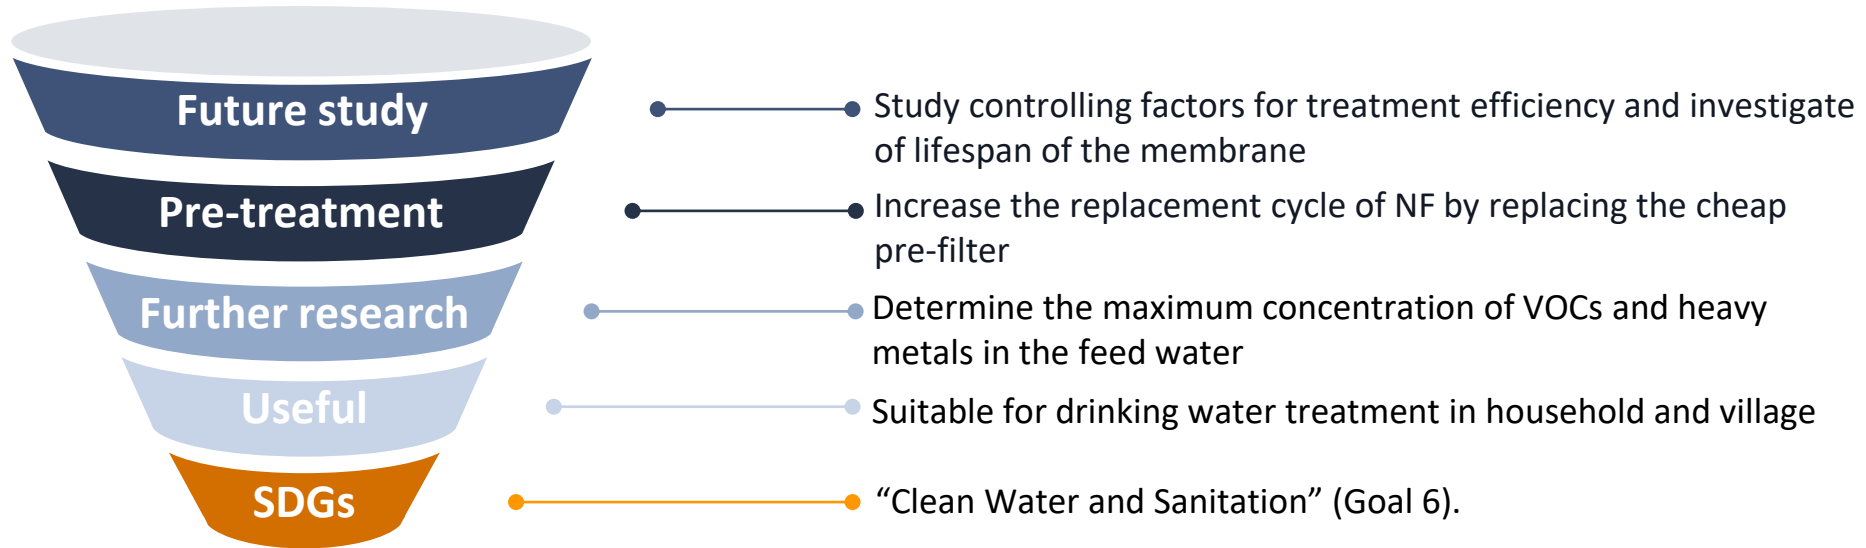 Future study
Study controlling factors for treatment efficiency and investigate
of lifespan of the membrane
Pre-treatment
Increase the replacement cycle of NF by replacing the cheap
pre-filter
Further research
Determine the maximum concentration of VOCs and heavy
metals in the feed water
Useful
Suitable for drinking water treatment in household and village
SDGs
“Clean Water and Sanitation” (Goal 6).